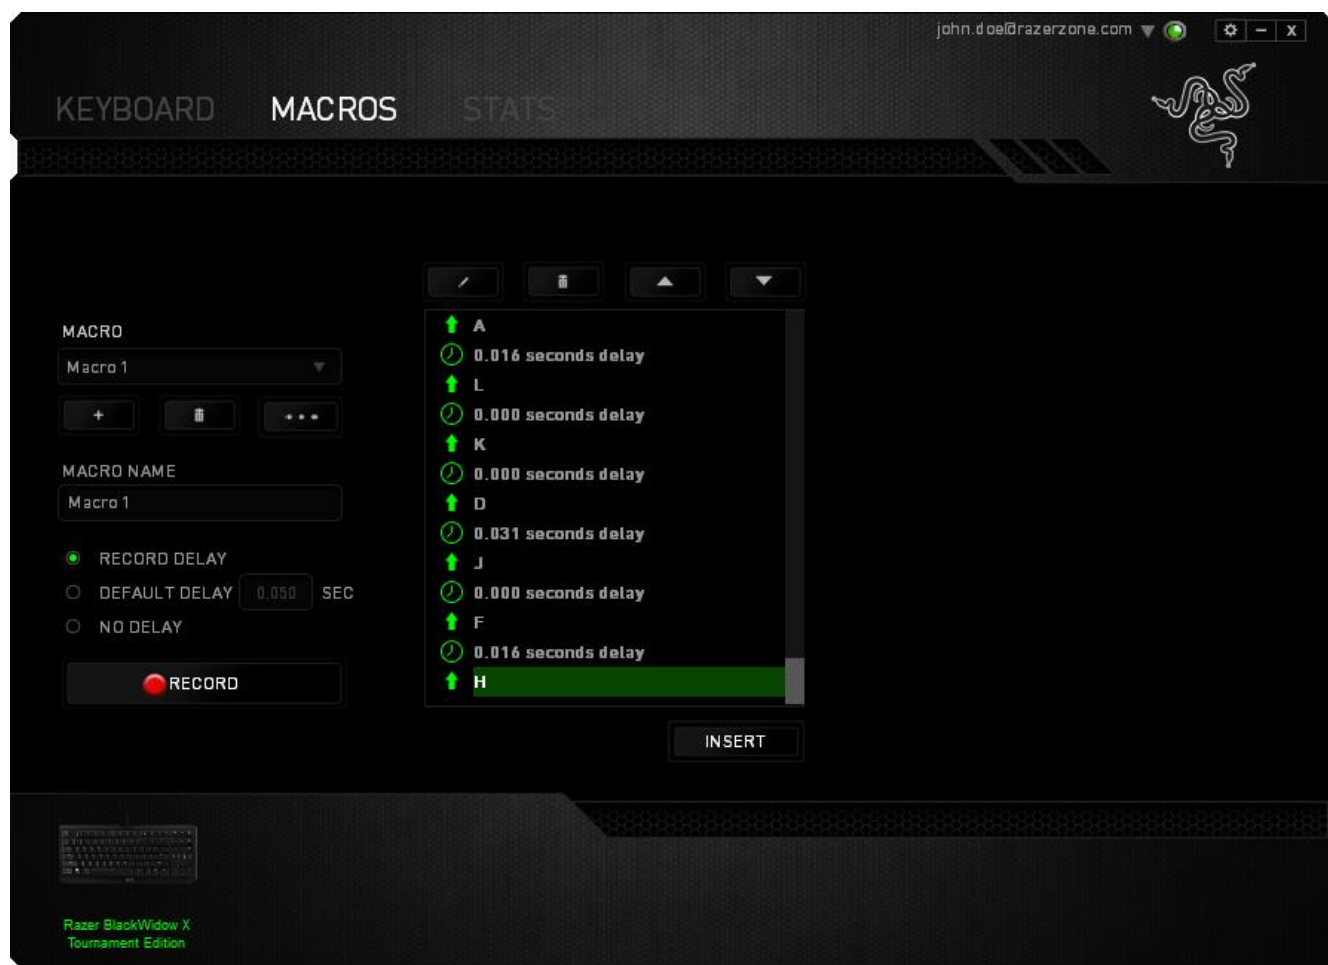 john.doe@razerzone.com
KEYBOARD MACROS STATS
MACRO
Macro 1
MACRO NAME
Macro 1
RECORD DELAY
DEFAULT DELAY 0.050 SEC
NO DELAY
RECORD
A
0.016 seconds delay
L
0.000 seconds delay
K
0.000 seconds delay
D
0.031 seconds delay
J
0.000 seconds delay
F
0.016 seconds delay
H
INSERT
Razer BlackWidow X
Tournament Edition